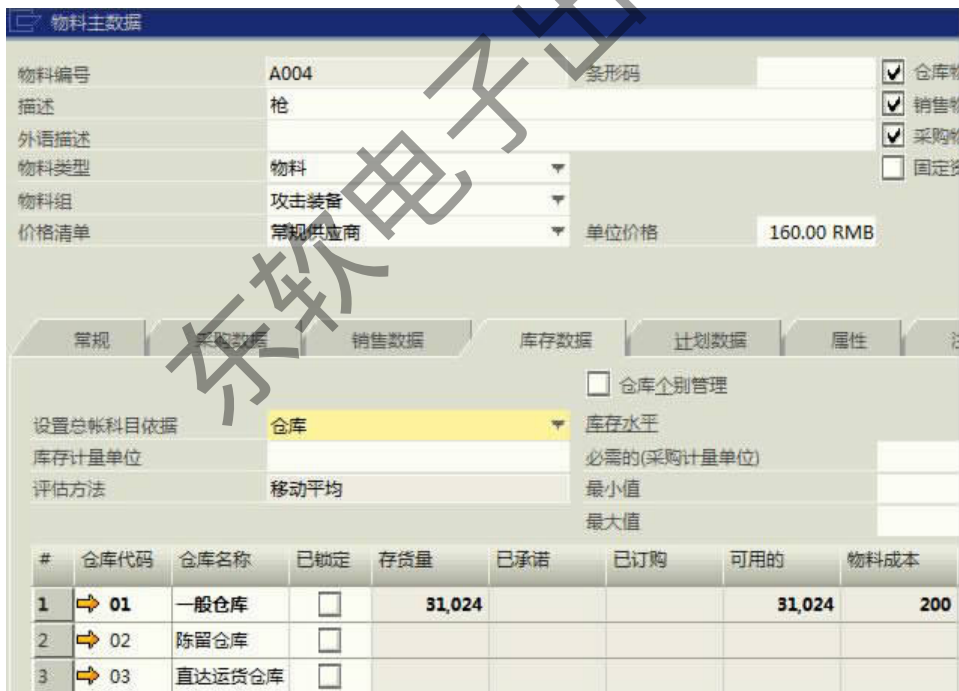 物料主数据
物料编号 A004 条形码 仓库物
描述 枪 销售物
外语描述 采购物
物料类型 物料 固定资
物料组 攻击装备
价格清单 常规供应商 单位价格 160.00 RMB
常规 采购数据 销售数据 库存数据 计划数据 属性
仓库个别管理
设置总帐科目依据 仓库 库存水平
库存计量单位 必需的(采购计量单位)
评估方法 移动平均 最小值
最大值
# 仓库代码 仓库名称 已锁定 存货量 已承诺 已订购 可用的 物料成本
1 01 一般仓库 31,024 31,024 200
2 02 陈留仓库
3 03 直达运货仓库
东软电子出